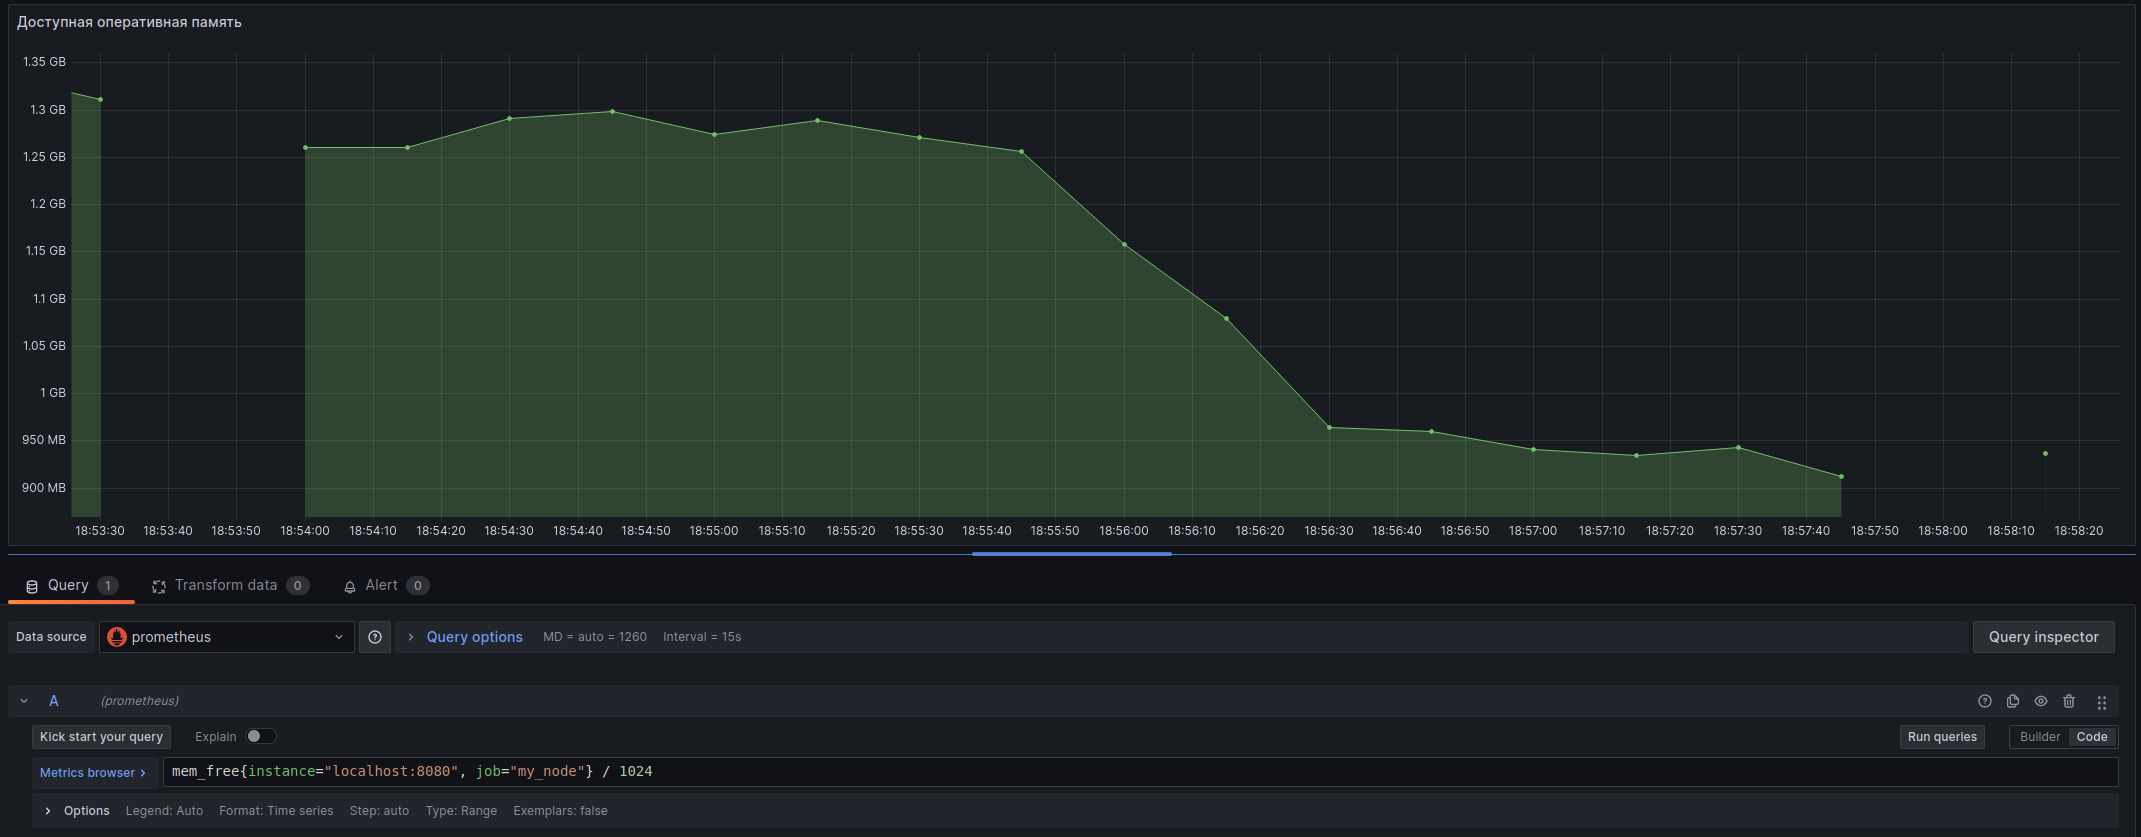 Доступная оперативная память
1.35 GB
1.3 GB
1.25 GB
1.2 GB
1.15 GB
1.1 GB
1.05 GB
1 GB
950 MB
900 MB
18:53:30 18:53:40 18:53:50 18:54:00 18:54:10 18:54:20 18:54:30 18:54:40 18:54:50 18:55:00 18:55:10 18:55:20 18:55:30 18:55:40 18:55:50 18:56:00 18:56:10 18:56:20 18:56:30 18:56:40 18:56:50 18:57:00 18:57:10 18:57:20 18:57:30 18:57:40 18:57:50 18:58:00 18:58:10 18:58:20
Query 1 Transform data 0 Alert 0
Data source prometheus Query options MD = auto = 1260 Interval = 15s Query inspector
A (prometheus)
Kick start your query Explain Run queries Builder Code
Metrics browser > mem_free{instance="localhost:8080", job="my_node"} / 1024
> Options Legend: Auto Format: Time series Step: auto Type: Range Exemplars: false